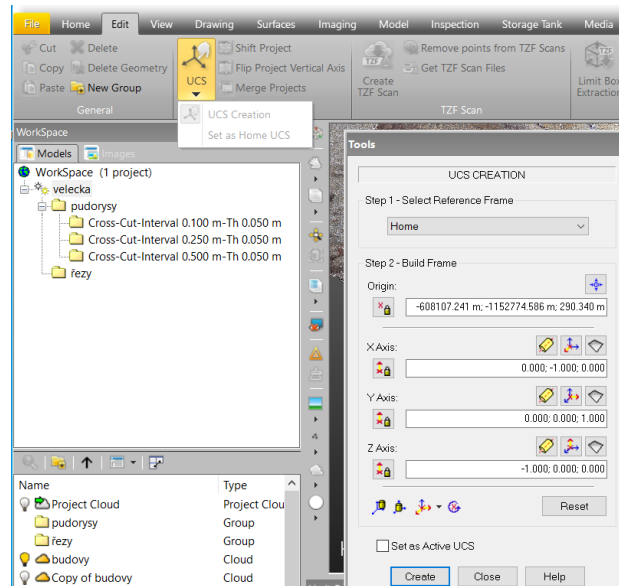 File Home Edit View Drawing Surfaces Imaging Model Inspection Storage Tank Media
Cut Delete
Copy Delete Geometry
Paste New Group
General
UCS
Shift Project
Flip Project Vertical Axis
Merge Projects
Create
TZF Scan
Remove points from TZF Scans
Get TZF Scan Files
TZF Scan
Limit Box
Extraction
UCS Creation
Set as Home UCS
WorkSpace
Models Images
WorkSpace (1 project)
velecka
pudorysy
Cross-Cut-Interval 0.100 m-Th 0.050 m
Cross-Cut-Interval 0.250 m-Th 0.050 m
Cross-Cut-Interval 0.500 m-Th 0.050 m
řezy
Name Type
Project Cloud Project Clou
pudorysy Group
řezy Group
budovy Cloud
Copy of budovy Cloud
Tools
UCS CREATION
Step 1 - Select Reference Frame
Home
Step 2 - Build Frame
Origin:
-608107.241 m; -1152774.586 m; 290.340 m
X Axis:
0.000; -1.000; 0.000
Y Axis:
0.000; 0.000; 1.000
Z Axis:
-1.000; 0.000; 0.000
Reset
Set as Active UCS
Create Close Help